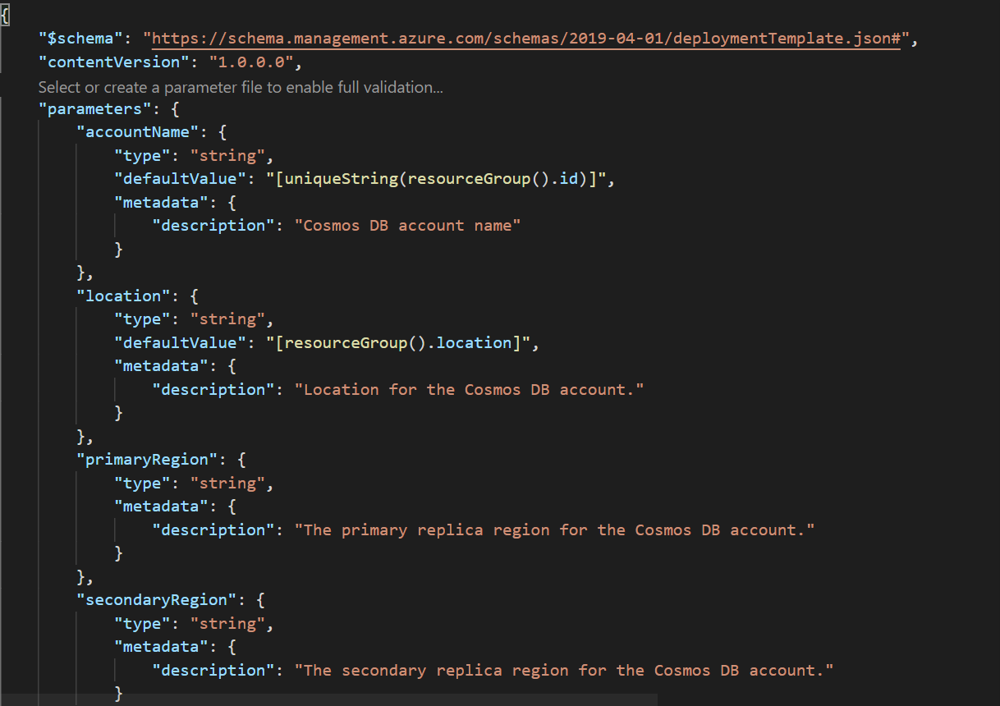 {
"$schema": "https://schema.management.azure.com/schemas/2019-04-01/deploymentTemplate.json#",
"contentVersion": "1.0.0.0",
Select or create a parameter file to enable full validation...
"parameters": {
"accountName": {
"type": "string",
"defaultValue": "[uniqueString(resourceGroup().id)]",
"metadata": {
"description": "Cosmos DB account name"
}
},
"location": {
"type": "string",
"defaultValue": "[resourceGroup().location]",
"metadata": {
"description": "Location for the Cosmos DB account."
}
},
"primaryRegion": {
"type": "string",
"metadata": {
"description": "The primary replica region for the Cosmos DB account."
}
},
"secondaryRegion": {
"type": "string",
"metadata": {
"description": "The secondary replica region for the Cosmos DB account."
}